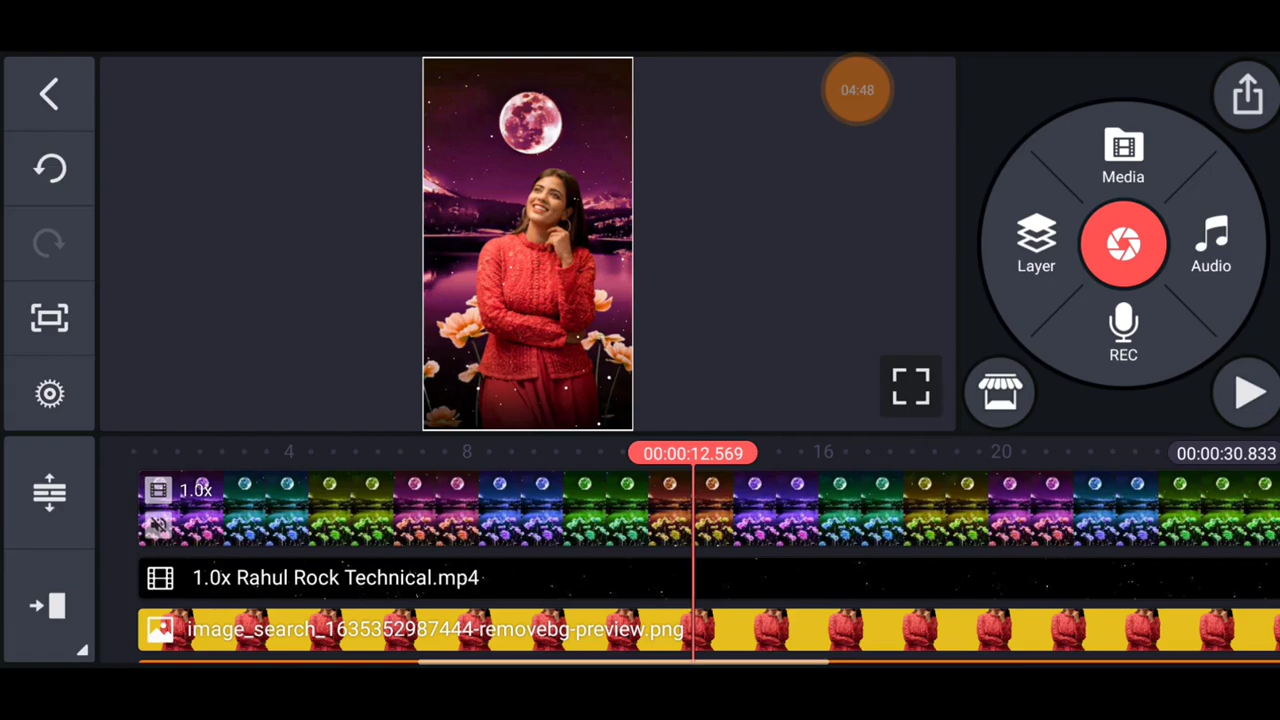 04:48
Media
Layer
Audio
REC
4
8
00:00:12.569
16
20
00:00:30.833
1.0x
1.0x Rahul Rock Technical.mp4
image_search_1635352987444-removebg-preview.png